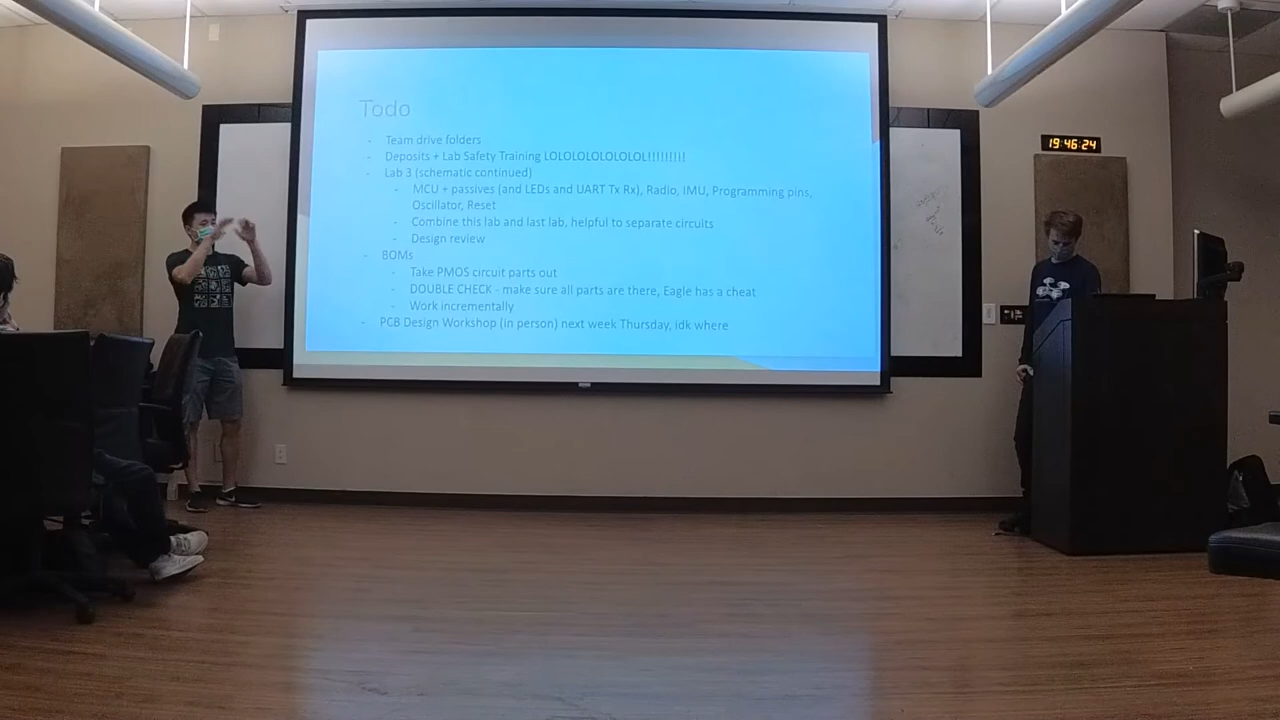 Todo
- Team drive folders
- Deposits + Lab Safety Training LOLOLOLOLOLOL!!!!!!!!!
- Lab 3 (schematic continued)
- MCU + passives (and LEDs and UART Tx Rx), Radio, IMU, Programming pins,
Oscillator, Reset
- Combine this lab and last lab, helpful to separate circuits
- Design review
- BOMs
- Take PMOS circuit parts out
- DOUBLE CHECK - make sure all parts are there, Eagle has a cheat
- Work incrementally
- PCB Design Workshop (in person) next week Thursday, idk where
19:46:24